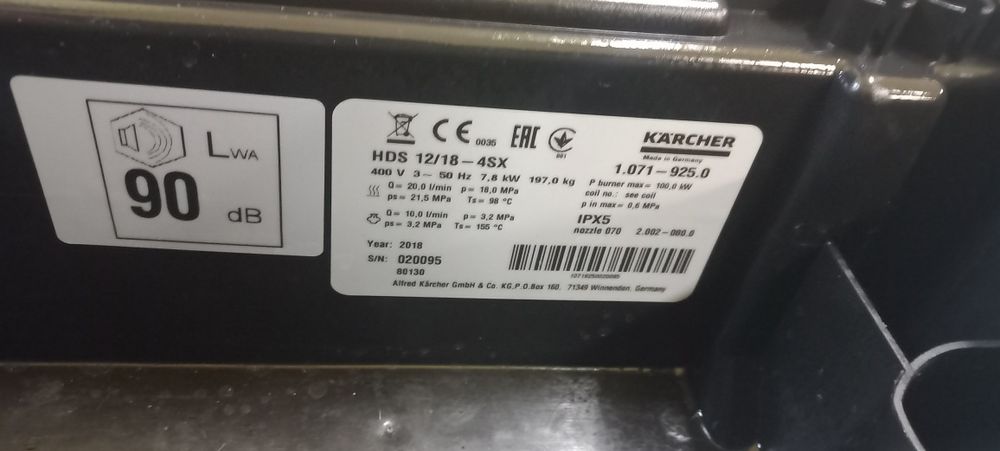 LWA
90 dB
CE 0035 EAC 001
KÄRCHER
Made in Germany
HDS 12/18-4SX
1.071-925.0
400 V 3~ 50 Hz 7,8 kW 197,0 kg
P burner max= 100,0 kW
Q= 20,0 l/min p= 18,0 MPa
coil no.: see coil
ps= 21,5 MPa Ts= 98 °C
p in max= 0,6 MPa
Q= 10,0 l/min p= 3,2 MPa
IPX5
ps= 3,2 MPa Ts= 155 °C
nozzle 070 2.002-080.0
Year: 2018
S/N: 020095
80130
Alfred Kärcher GmbH & Co. KG,P.O.Box 160, 71349 Winnenden, Germany